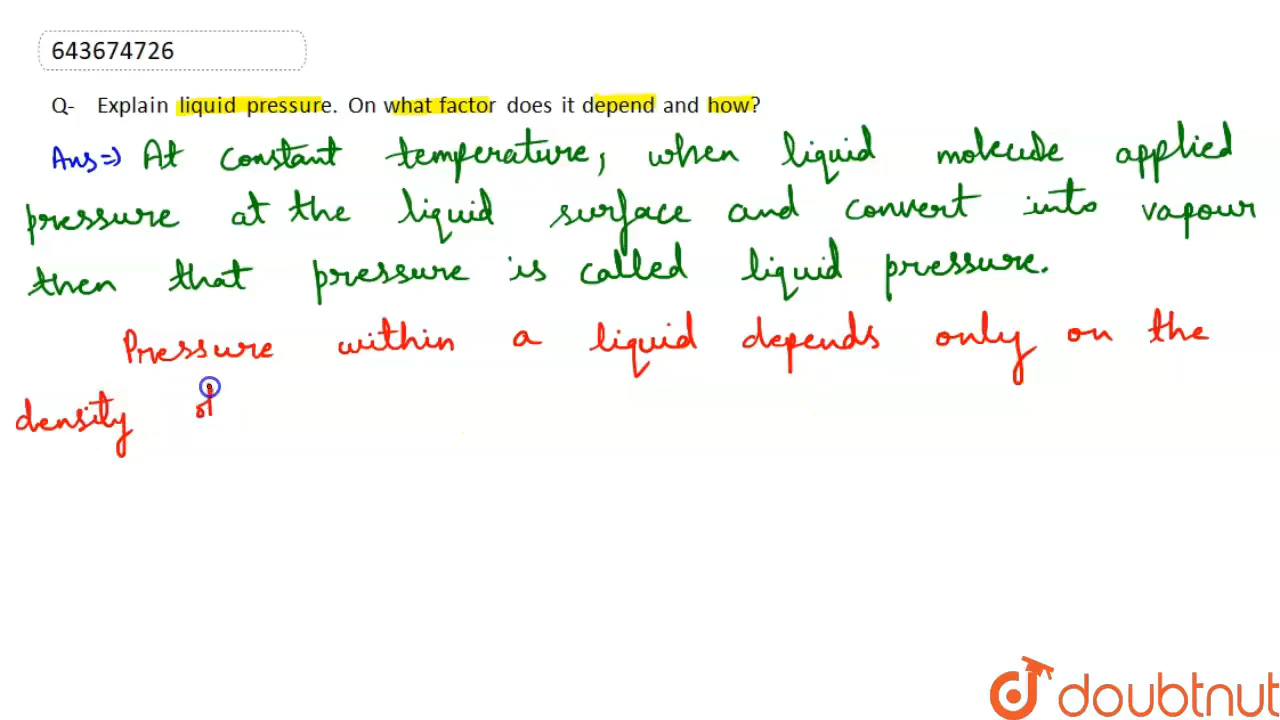 643674726
Q- Explain liquid pressure. On what factor does it depend and how?
Ans=) At constant temperature, when liquid molecule applied
pressure at the liquid surface and convert into vapour
then that pressure is called liquid pressure.
Pressure within a liquid depends only on the
density
doubtnut